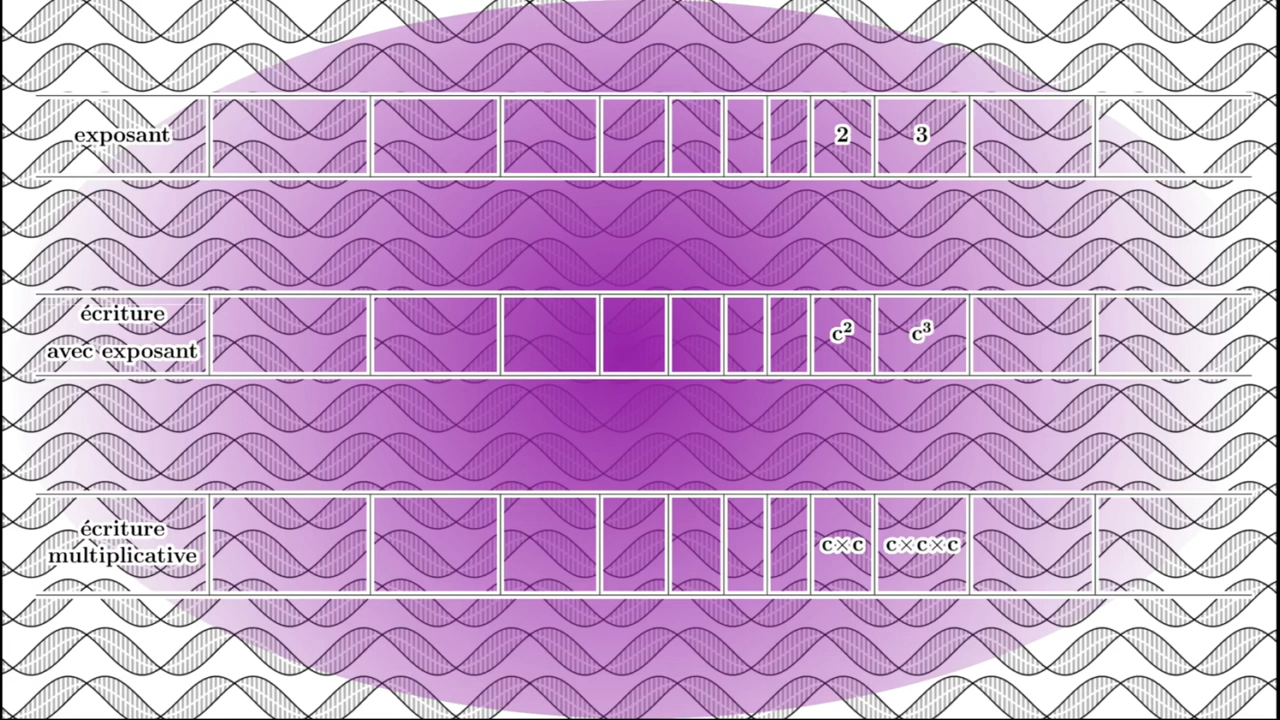 exposant 2 3
écriture
avec exposant c² c³
écriture
multiplicative c×c c×c×c